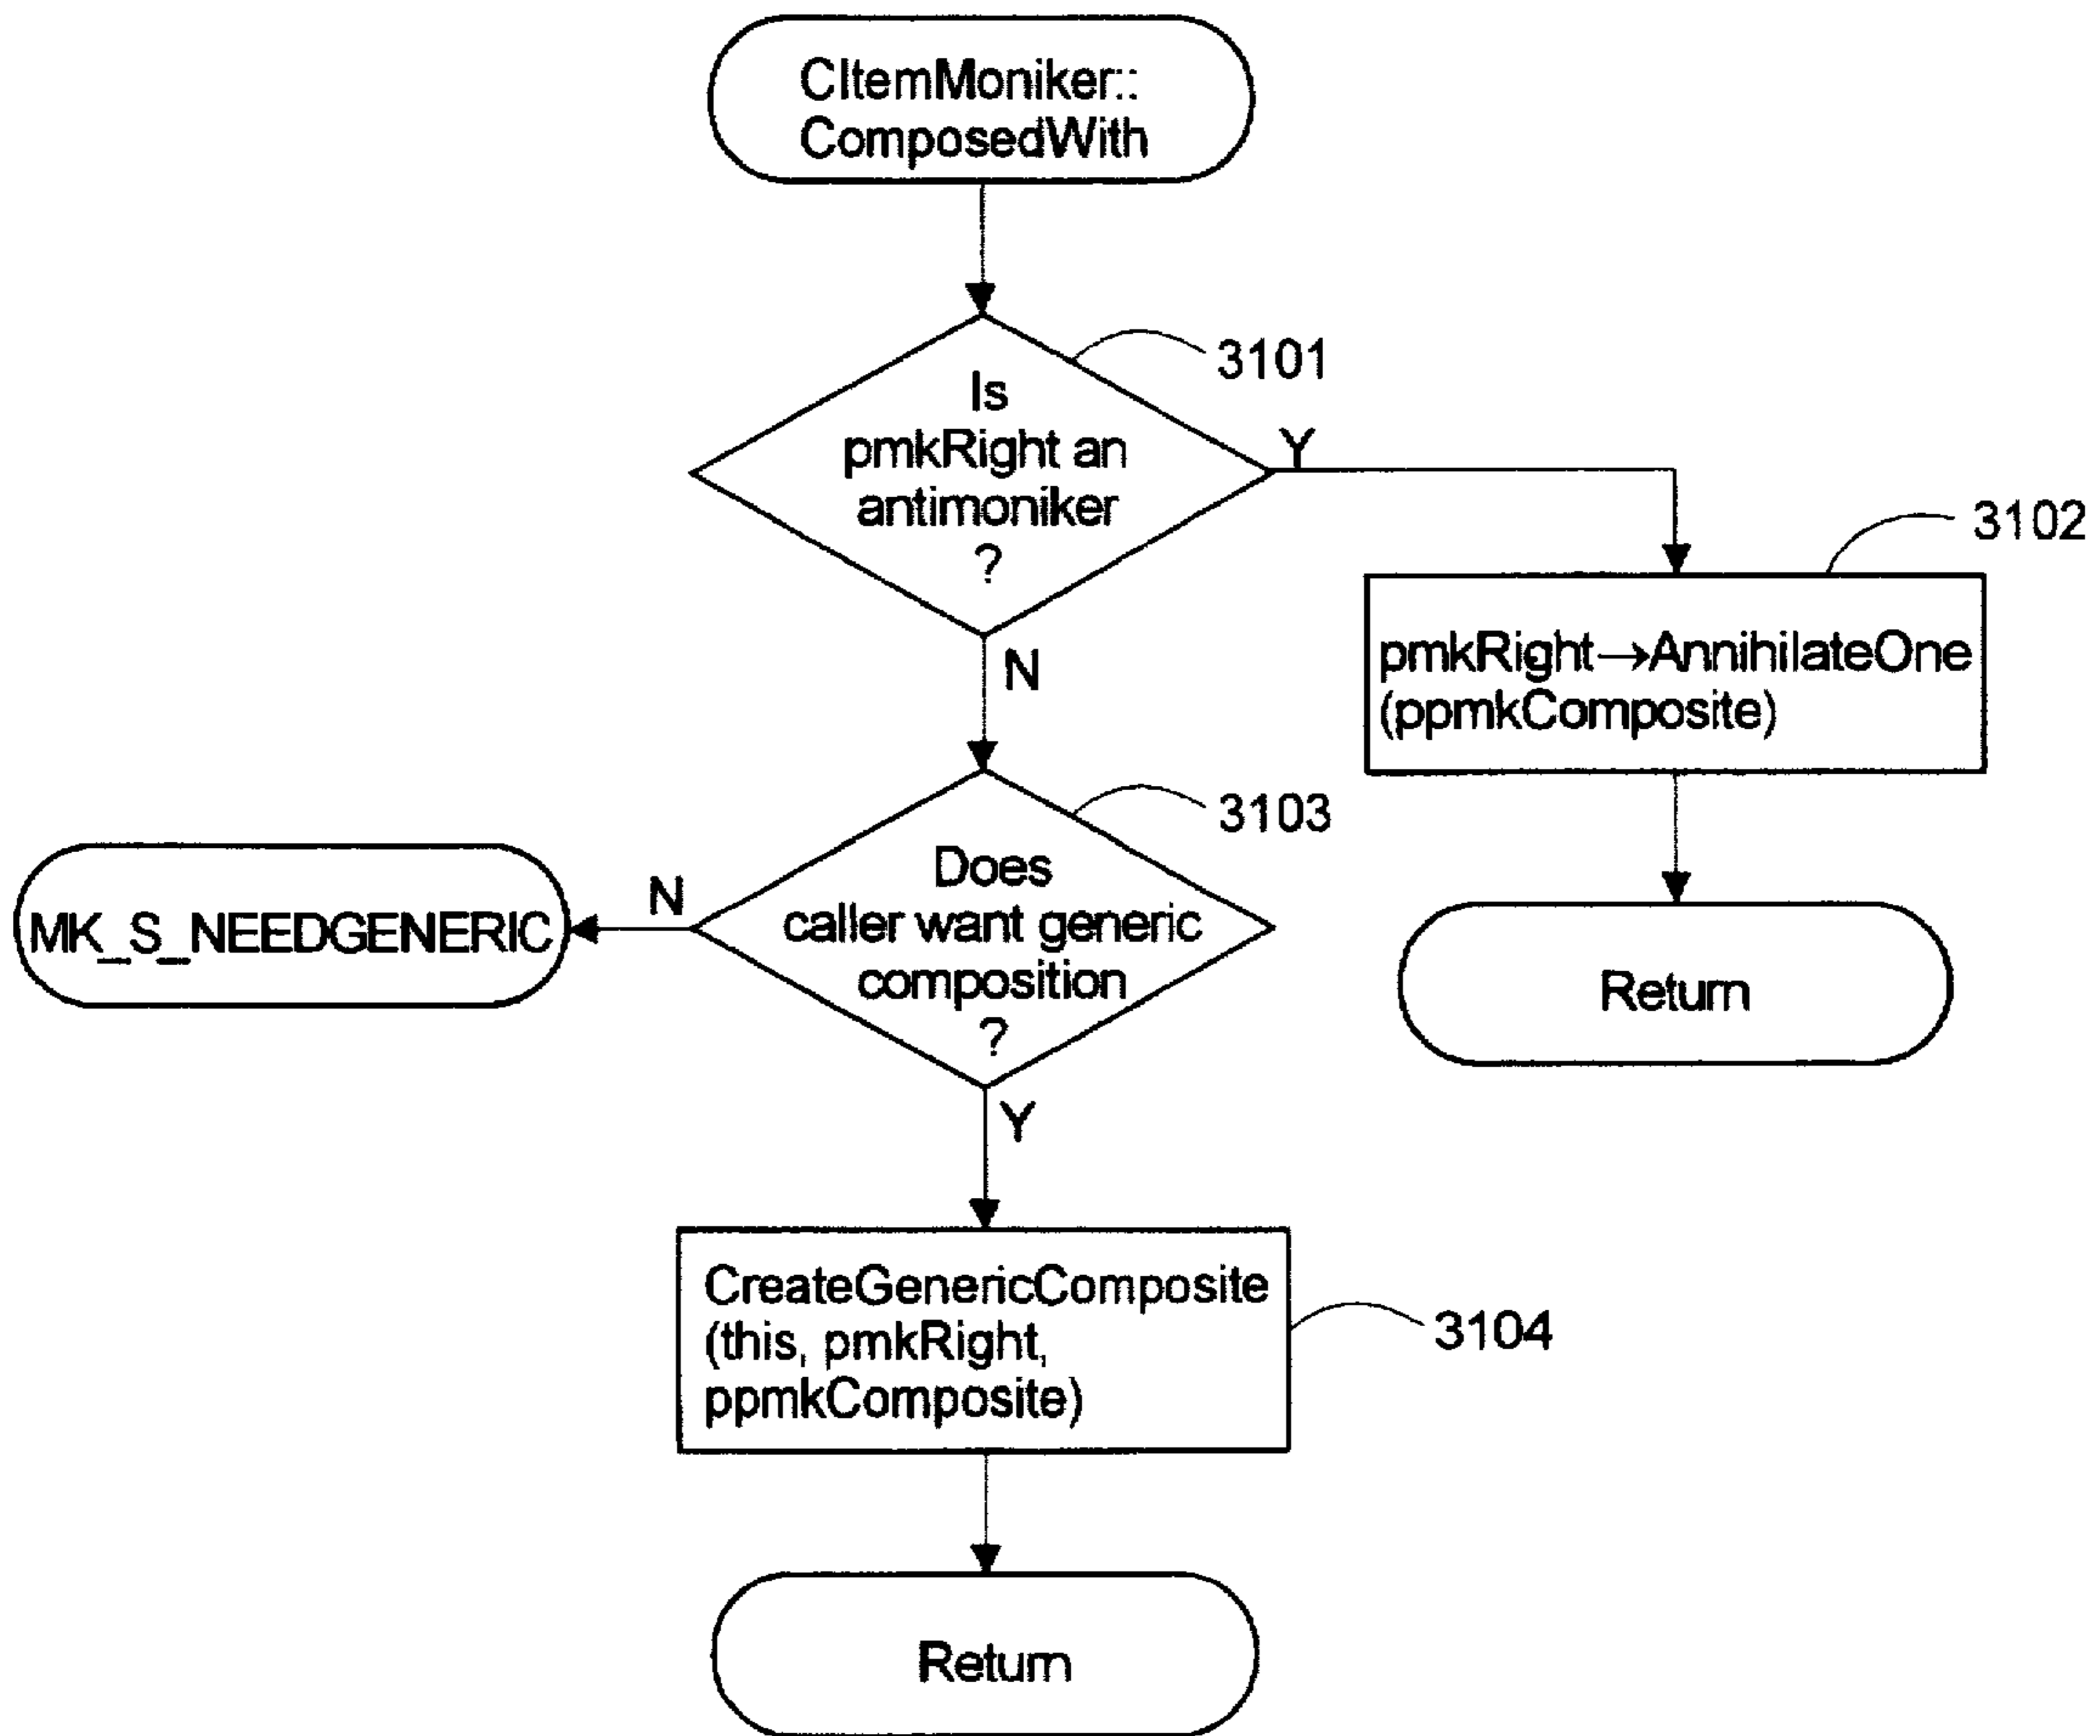 CItemMoniker::
ComposedWith
3101
Is
pmkRight an
antimoniker
?
Y
3102
pmkRight→AnnihilateOne
(ppmkComposite)
N
Return
3103
Does
caller want generic
composition
?
N
MK_S_NEEDGENERIC
Y
CreateGenericComposite
(this, pmkRight,
ppmkComposite)
3104
Return